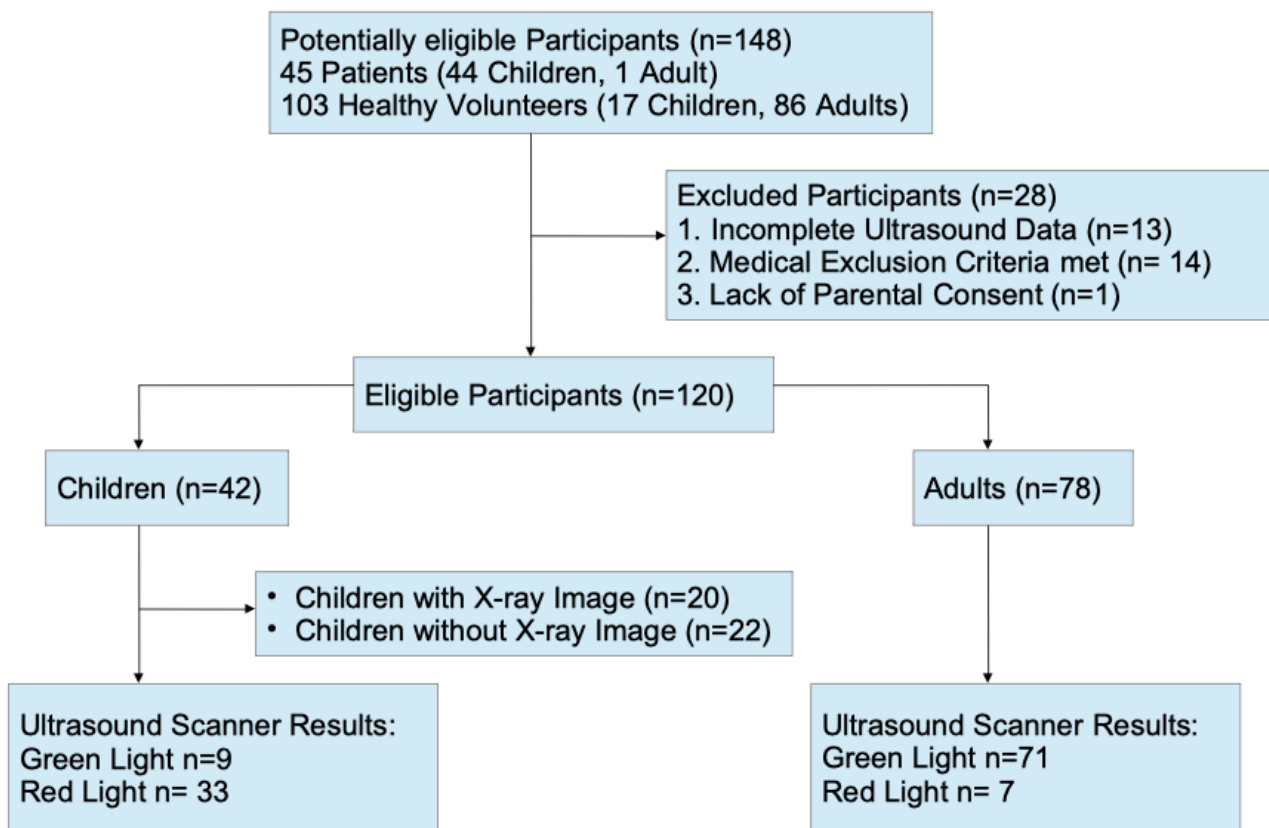 Potentially eligible Participants (n=148)
45 Patients (44 Children, 1 Adult)
103 Healthy Volunteers (17 Children, 86 Adults)
Excluded Participants (n=28)
1. Incomplete Ultrasound Data (n=13)
2. Medical Exclusion Criteria met (n= 14)
3. Lack of Parental Consent (n=1)
Eligible Participants (n=120)
Children (n=42)
Adults (n=78)
• Children with X-ray Image (n=20)
• Children without X-ray Image (n=22)
Ultrasound Scanner Results:
Green Light n=9
Red Light n= 33
Ultrasound Scanner Results:
Green Light n=71
Red Light n= 7